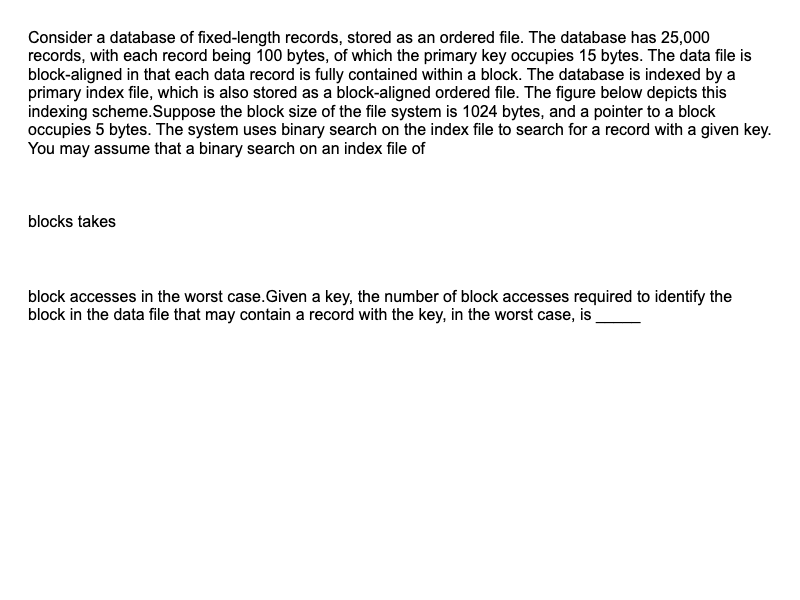 Consider a database of fixed-length records, stored as an ordered file. The database has 25,000
records, with each record being 100 bytes, of which the primary key occupies 15 bytes. The data file is
block-aligned in that each data record is fully contained within a block. The database is indexed by a
primary index file, which is also stored as a block-aligned ordered file. The figure below depicts this
indexing scheme.Suppose the block size of the file system is 1024 bytes, and a pointer to a block
occupies 5 bytes. The system uses binary search on the index file to search for a record with a given key.
You may assume that a binary search on an index file of
blocks takes
block accesses in the worst case.Given a key, the number of block accesses required to identify the
block in the data file that may contain a record with the key, in the worst case, is _____